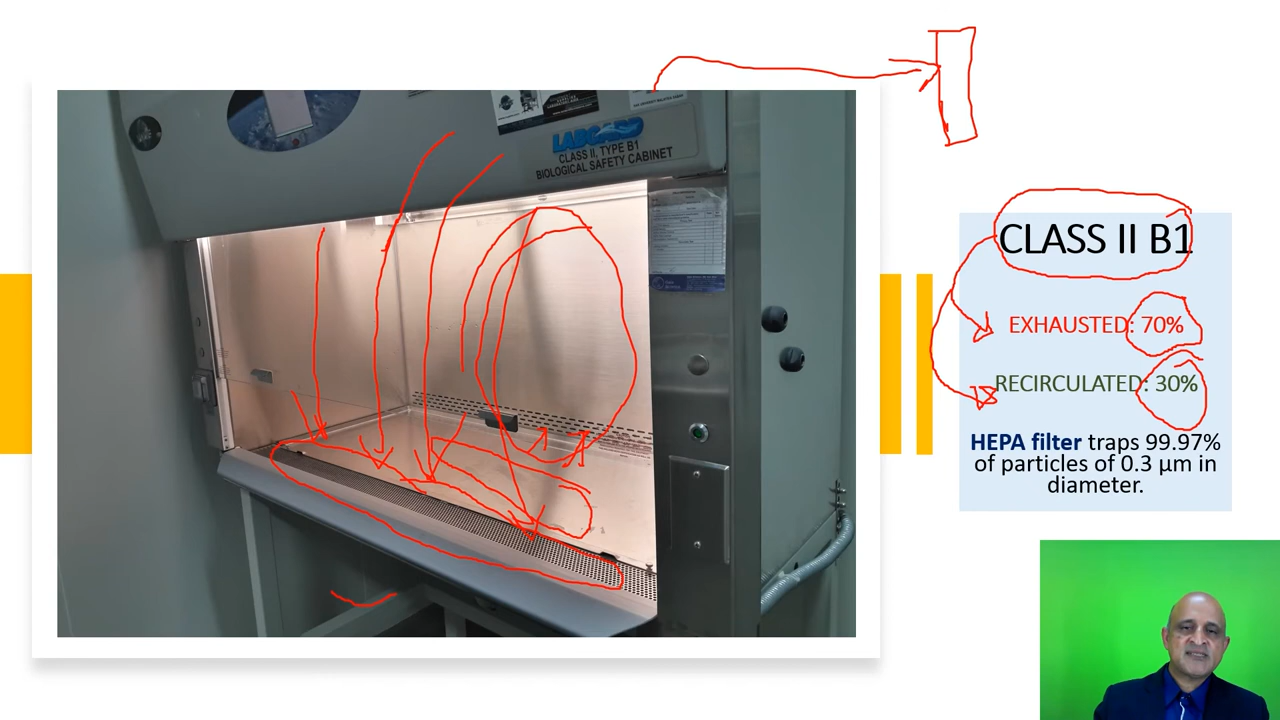 LABGARD
CLASS II, TYPE B1
BIOLOGICAL SAFETY CABINET
CLASS II B1
EXHAUSTED: 70%
RECIRCULATED: 30%
HEPA filter traps 99.97%
of particles of 0.3 µm in
diameter.